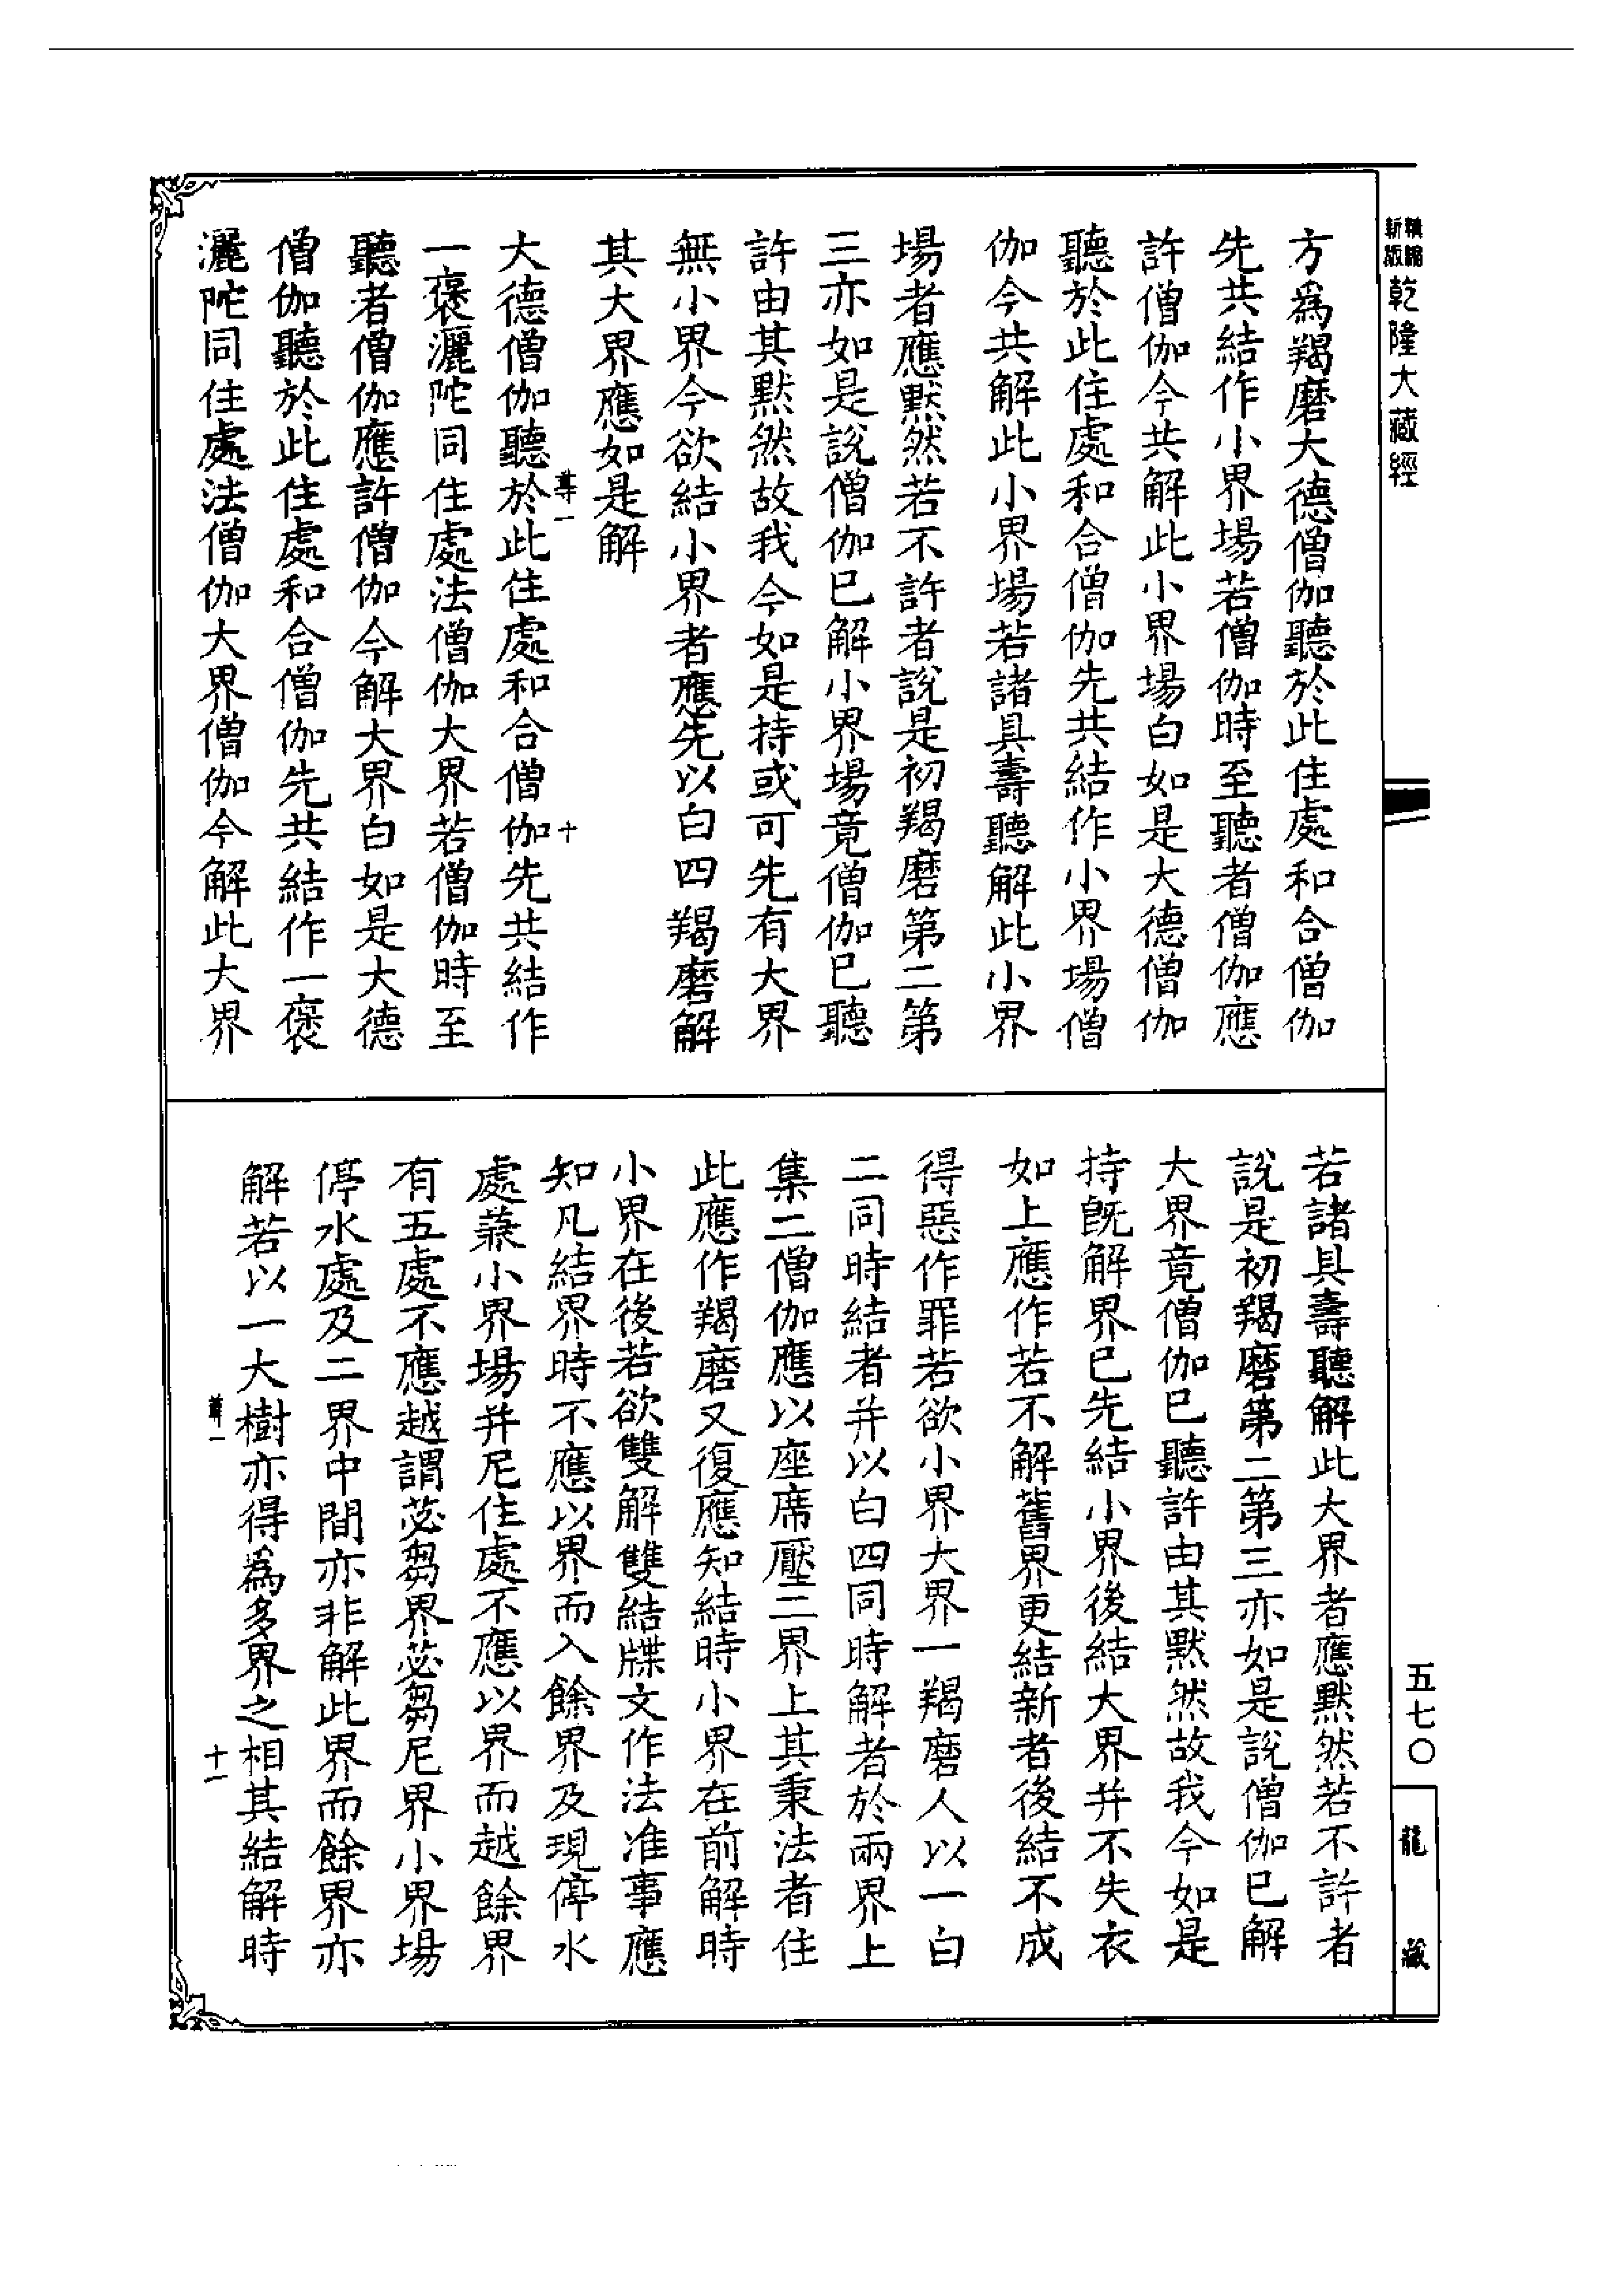 新版精縮乾隆大藏經
方為羯磨大德僧伽聽於此住處和合僧伽
先共結作小界場若僧伽時至聽者僧伽應
許僧伽今共解此小界場白如是大德僧伽
聽於此住處和合僧伽先共結作小界場僧
伽今共解此小界場若諸具壽聽解此小界
場者應默然若不許者說是初羯磨第二第
三亦如是說僧伽已解小界場竟僧伽已聽
許由其默然故我今如是持或可先有大界
無小界今欲結小界者應先以白四羯磨解
其大界應如是解
尊一
十
大德僧伽聽於此住處和合僧伽先共結作
一褒灑陀同住處法僧伽大界若僧伽時至
聽者僧伽應許僧伽今解大界白如是大德
僧伽聽於此住處和合僧伽先共結作一褒
灑陀同住處法僧伽大界僧伽今解此大界
若諸具壽聽解此大界者應默然若不許者
說是初羯磨第二第三亦如是說僧伽已解
大界竟僧伽已聽許由其默然故我今如是
持既解界已先結小界後結大界并不失衣
如上應作若不解舊界更結新者後結不成
得惡作罪若欲小界大界一羯磨人以一白
二同時結者并以白四同時解者於兩界上
集二僧伽應以座席壓二界上其秉法者住
此應作羯磨又復應知結時小界在前解時
小界在後若欲雙解雙結牒文作法准事應
知凡結界時不應以界而入餘界及現停水
處兼小界場并尼住處不應以界而越餘界
有五處不應越謂苾芻界苾芻尼界小界場
停水處及二界中間亦非解此界而餘界亦
解若以一大樹亦得為多界之相其結解時
尊一
十一
五七〇
龍藏